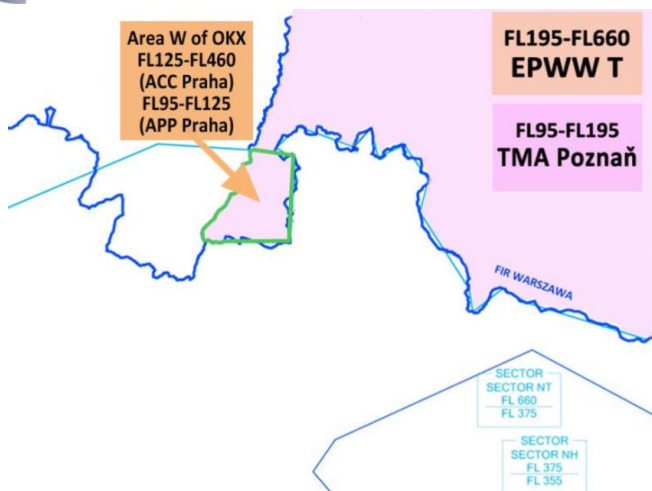 Area W of OKX
FL125-FL460
(ACC Praha)
FL95-FL125
(APP Praha)
FL195-FL660
EPWW T
FL95-FL195
TMA Poznaň
FIR WARSZAWA
SECTOR
SECTOR NT
FL 660
FL 375
SECTOR
SECTOR NH
FL 375
FL 355